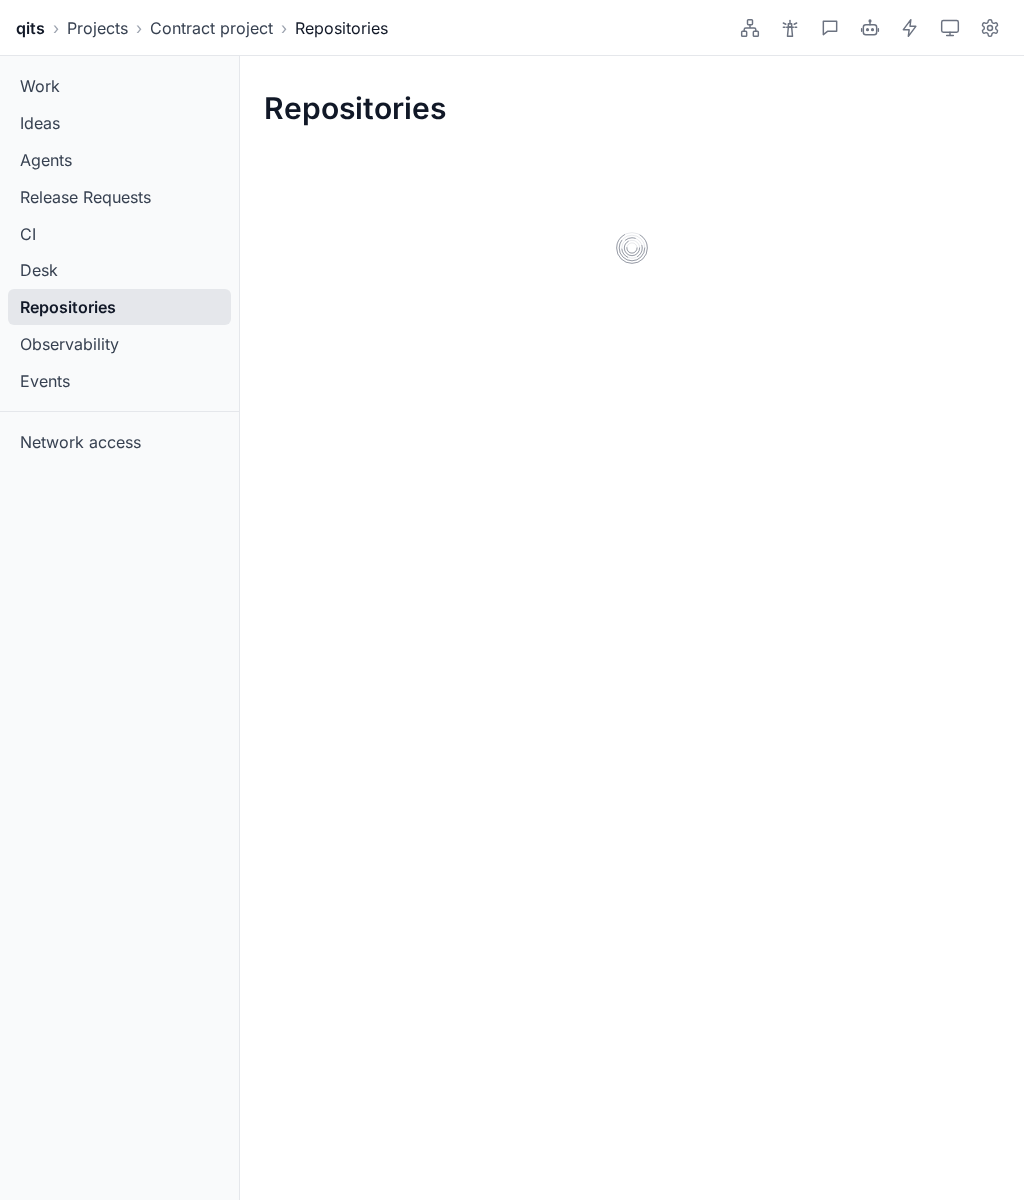 qits › Projects › Contract project › Repositories
Work
Ideas
Agents
Release Requests
CI
Desk
Repositories
Observability
Events
Network access
Repositories